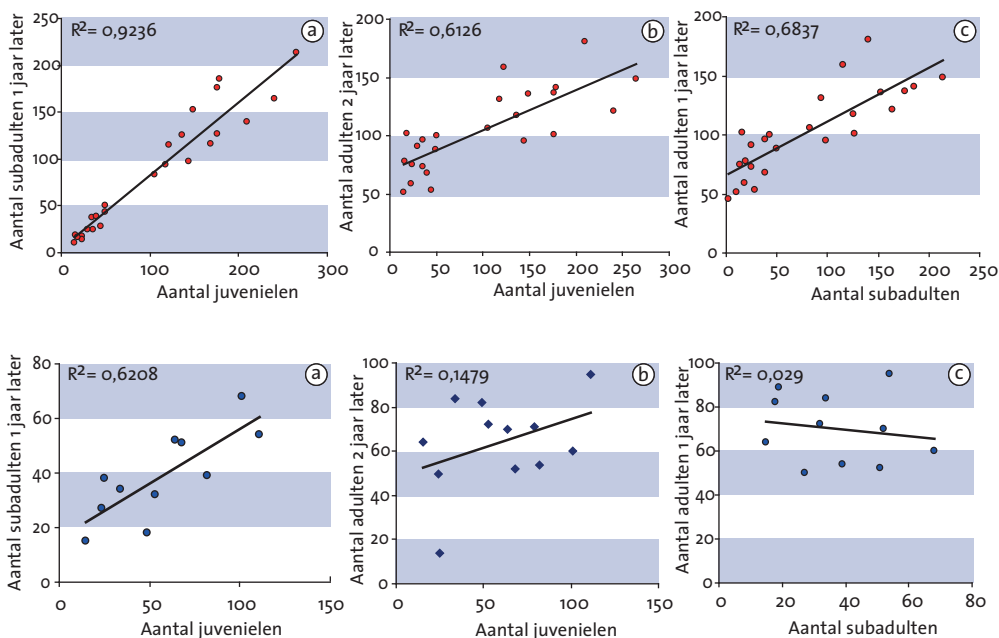 Aantal subadulten 1 jaar later
R²= 0,9236
a
250
200
150
100
50
0
0 100 200 300
Aantal juvenielen
Aantal adulten 2 jaar later
R²= 0,6126
b
200
150
100
50
0
0 50 100 150 200 250 300
Aantal juvenielen
Aantal adulten 1 jaar later
R²= 0,6837
c
200
150
100
50
0
0 50 100 150 200 250
Aantal subadulten
Aantal subadulten 1 jaar later
R²= 0,6208
a
80
60
40
20
0
0 50 100 150
Aantal juvenielen
Aantal adulten 2 jaar later
R²= 0,1479
b
100
80
60
40
20
0
0 50 100 150
Aantal juvenielen
Aantal adulten 1 jaar later
R²= 0,029
c
100
80
60
40
20
0
0 20 40 60 80
Aantal subadulten